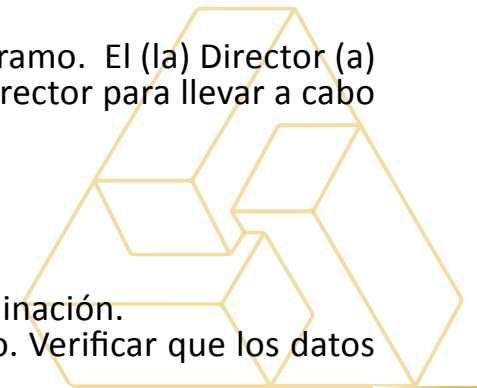 ramo. El (la) Director (a)
rector para llevar a cabo
inación.
o. Verificar que los datos